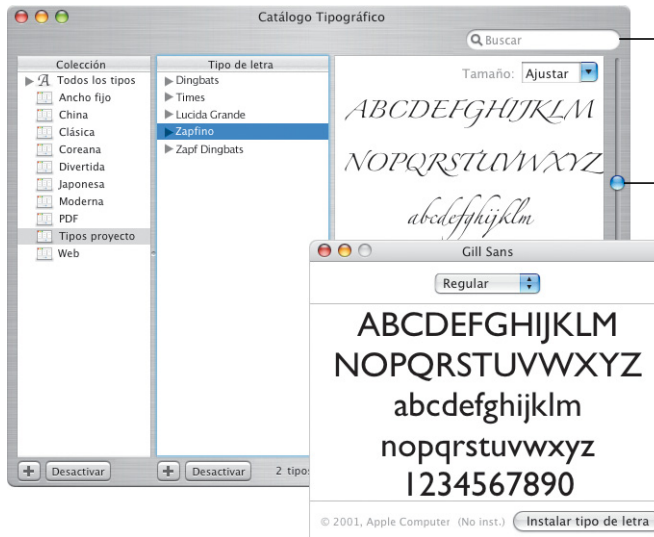 Catálogo Tipográfico
Buscar
Colección
Todos los tipos
Ancho fijo
China
Clásica
Coreana
Divertida
Japonesa
Moderna
PDF
Tipos proyecto
Web
Desactivar
Tipo de letra
Dingbats
Times
Lucida Grande
Zapfino
Zapf Dingbats
Desactivar
2 tipos
Tamaño: Ajustar
ABCDEFGHIJKLM
NOPQRSTUVWXYZ
abcdefghijklm
Gill Sans
Regular
ABCDEFGHIJKLM
NOPQRSTUVWXYZ
abcdefghijklm
nopqrstuvwxyz
1234567890
© 2001, Apple Computer (No inst.) Instalar tipo de letra